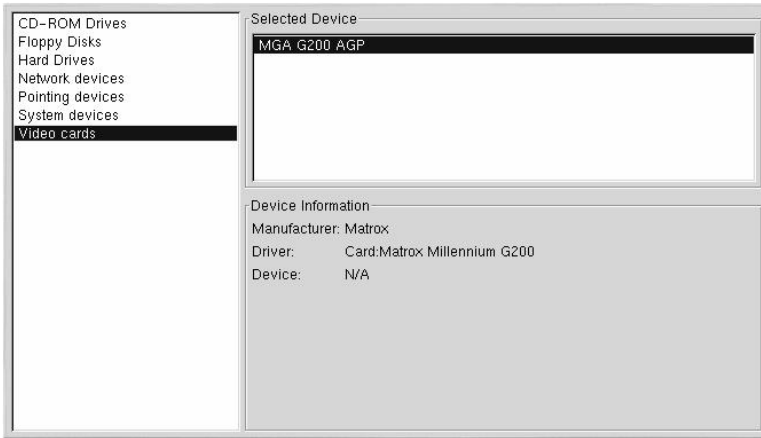 CD-ROM Drives
Floppy Disks
Hard Drives
Network devices
Pointing devices
System devices
Video cards
Selected Device
MGA G200 AGP
Device Information
Manufacturer: Matrox
Driver: Card:Matrox Millennium G200
Device: N/A